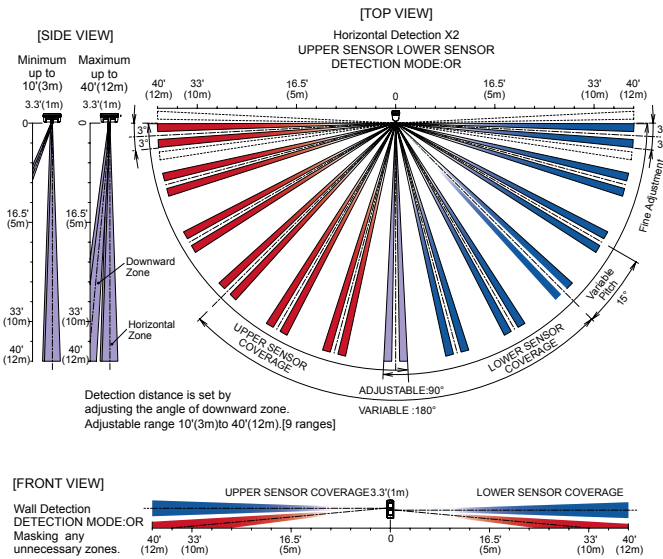 [TOP VIEW]
Horizontal Detection X2
UPPER SENSOR LOWER SENSOR
DETECTION MODE:OR
[SIDE VIEW]
Minimum
up to
10'(3m)
Maximum
up to
40'(12m)
3.3'(1m)
3.3'(1m)
0
16.5'
(5m)
33'
(10m)
40'
(12m)
0
16.5'
(5m)
33'
(10m)
40'
(12m)
Downward
Zone
Horizontal
Zone
40'
(12m)
33'
(10m)
16.5'
(5m)
0
16.5'
(5m)
33'
(10m)
40'
(12m)
3°
3°
3
3
Fine Adjustment
Variable
Pitch
15°
UPPER SENSOR
COVERAGE
LOWER SENSOR
COVERAGE
ADJUSTABLE:90°
VARIABLE :180°
Detection distance is set by
adjusting the angle of downward zone.
Adjustable range 10'(3m)to 40'(12m).[9 ranges]
[FRONT VIEW]
Wall Detection
DETECTION MODE:OR
Masking any
unnecessary zones.
UPPER SENSOR COVERAGE
3.3'(1m)
LOWER SENSOR COVERAGE
40'
(12m)
33'
(10m)
16.5'
(5m)
0
16.5'
(5m)
33'
(10m)
40'
(12m)